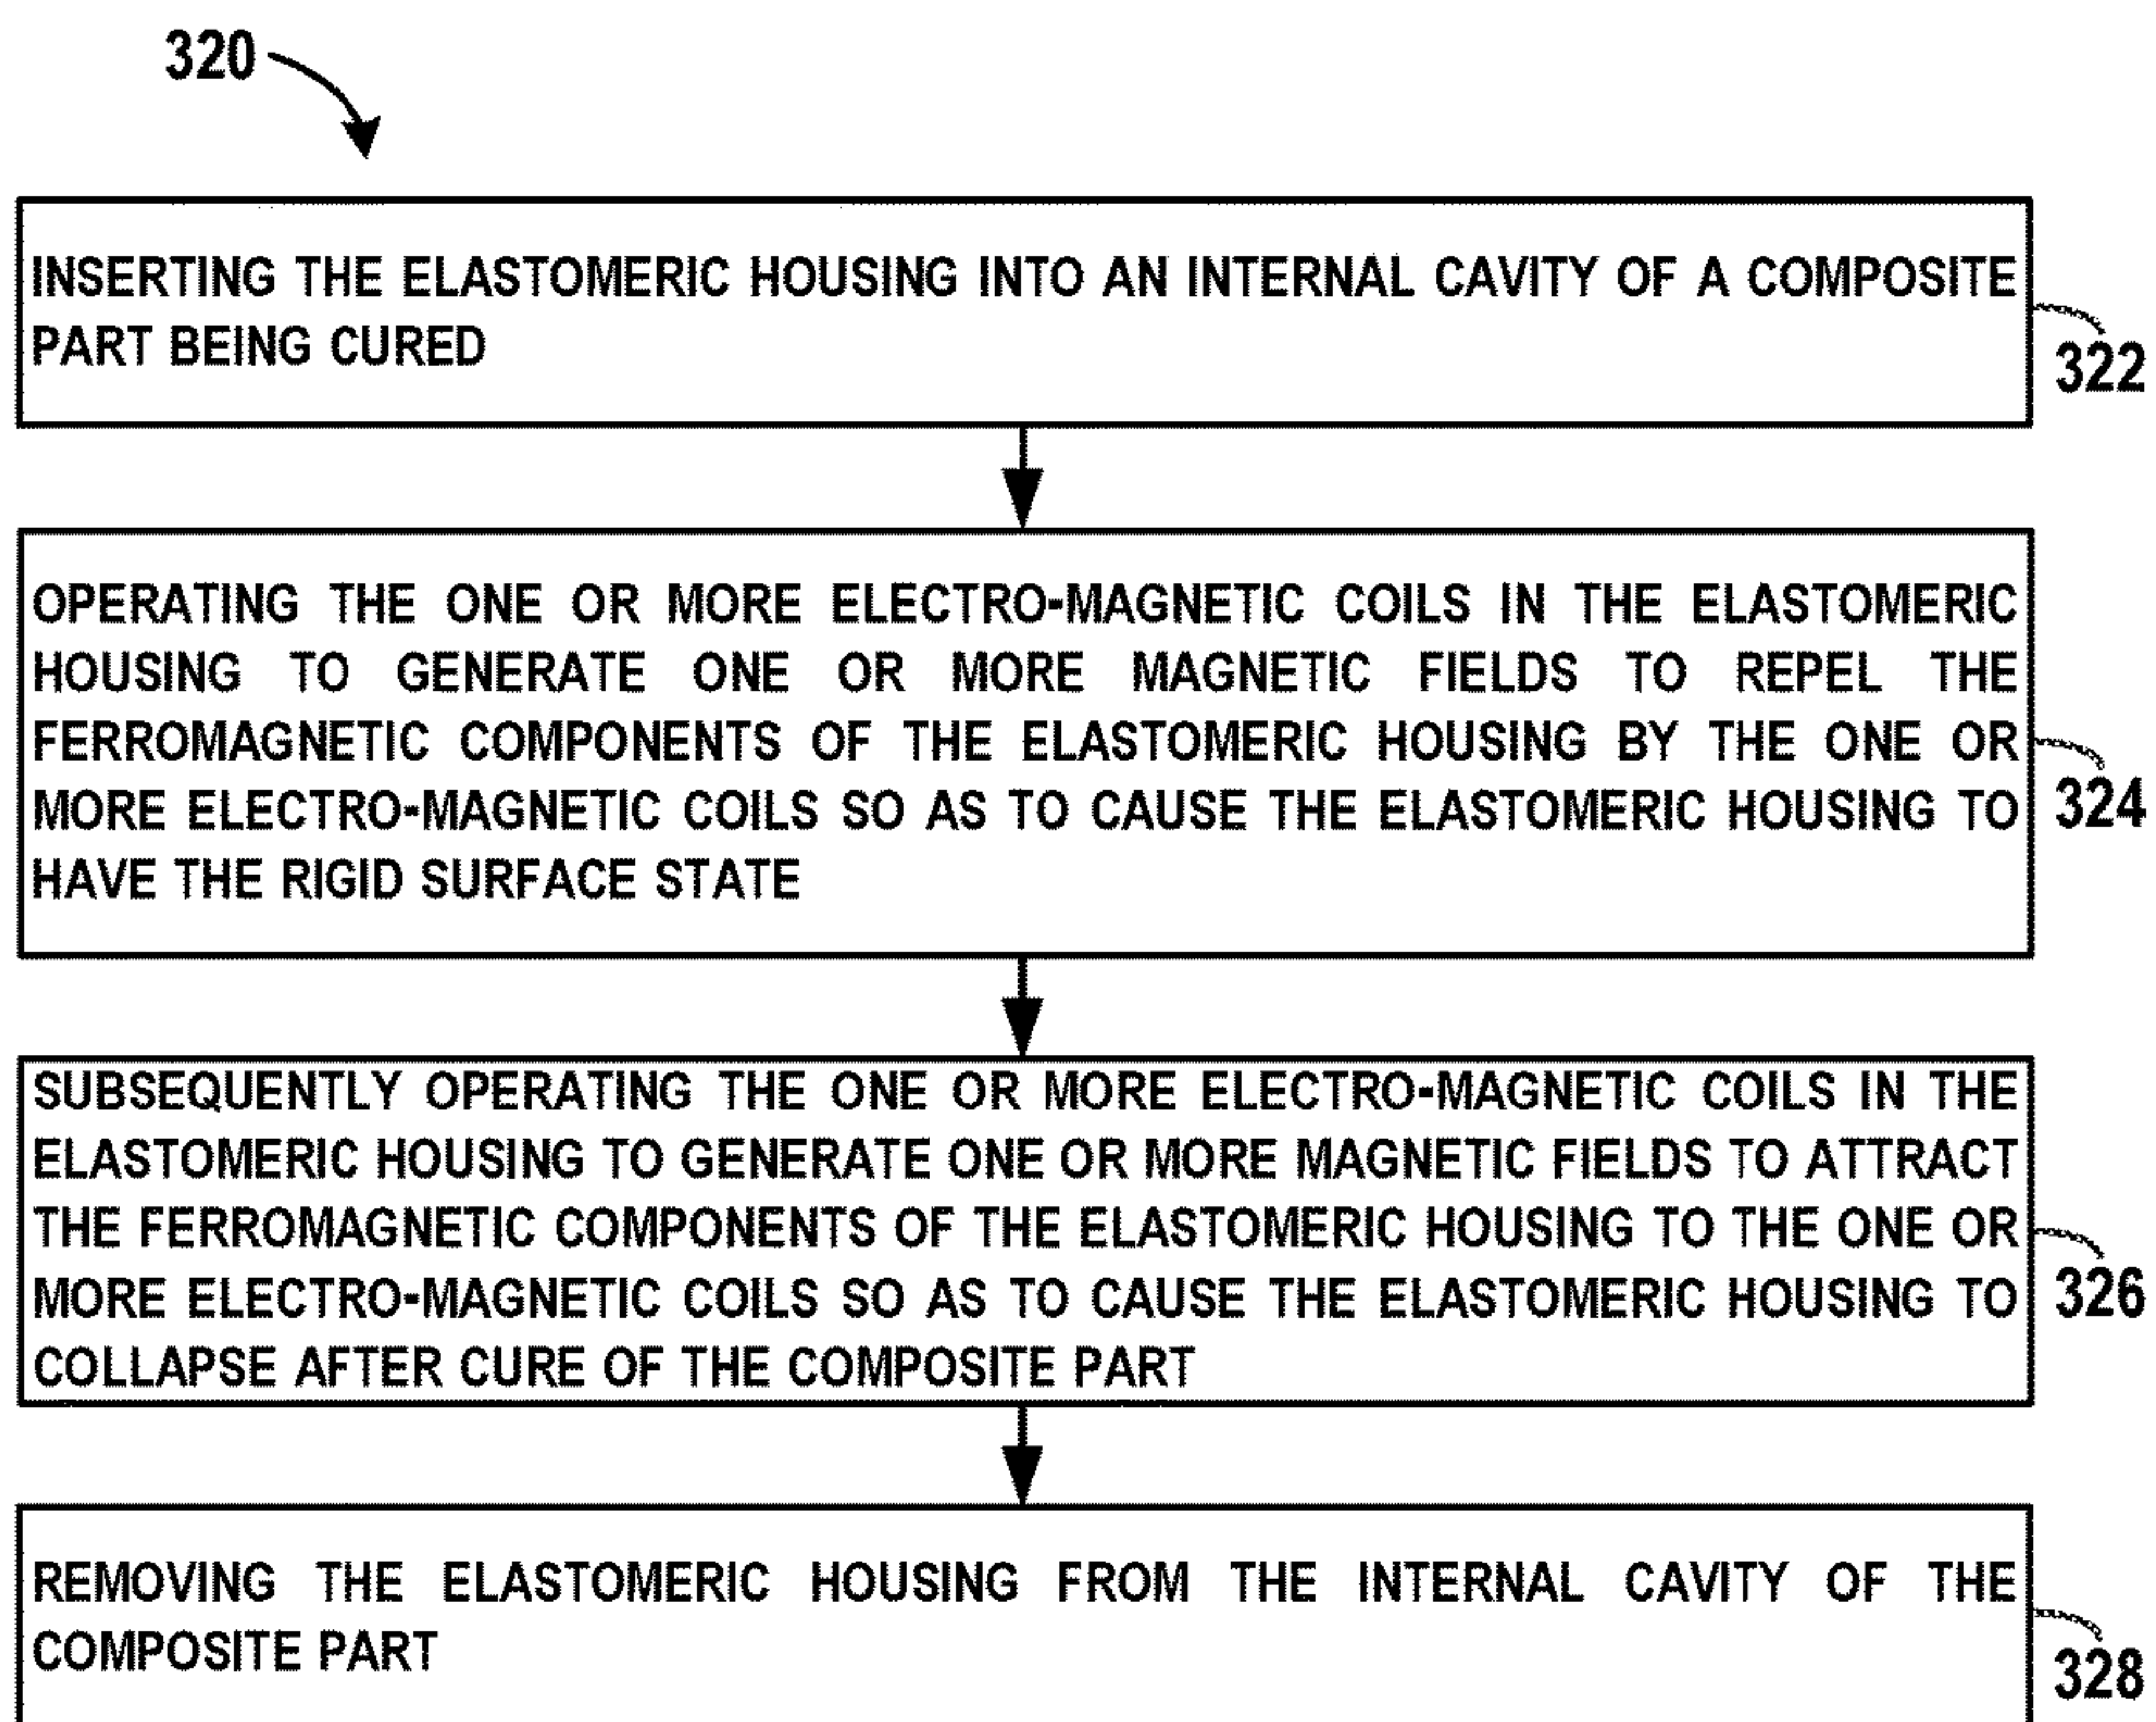 320
INSERTING THE ELASTOMERIC HOUSING INTO AN INTERNAL CAVITY OF A COMPOSITE
PART BEING CURED
322
OPERATING THE ONE OR MORE ELECTRO-MAGNETIC COILS IN THE ELASTOMERIC
HOUSING TO GENERATE ONE OR MORE MAGNETIC FIELDS TO REPEL THE
FERROMAGNETIC COMPONENTS OF THE ELASTOMERIC HOUSING BY THE ONE OR
MORE ELECTRO-MAGNETIC COILS SO AS TO CAUSE THE ELASTOMERIC HOUSING TO
HAVE THE RIGID SURFACE STATE
324
SUBSEQUENTLY OPERATING THE ONE OR MORE ELECTRO-MAGNETIC COILS IN THE
ELASTOMERIC HOUSING TO GENERATE ONE OR MORE MAGNETIC FIELDS TO ATTRACT
THE FERROMAGNETIC COMPONENTS OF THE ELASTOMERIC HOUSING TO THE ONE OR
MORE ELECTRO-MAGNETIC COILS SO AS TO CAUSE THE ELASTOMERIC HOUSING TO
COLLAPSE AFTER CURE OF THE COMPOSITE PART
326
REMOVING THE ELASTOMERIC HOUSING FROM THE INTERNAL CAVITY OF THE
COMPOSITE PART
328